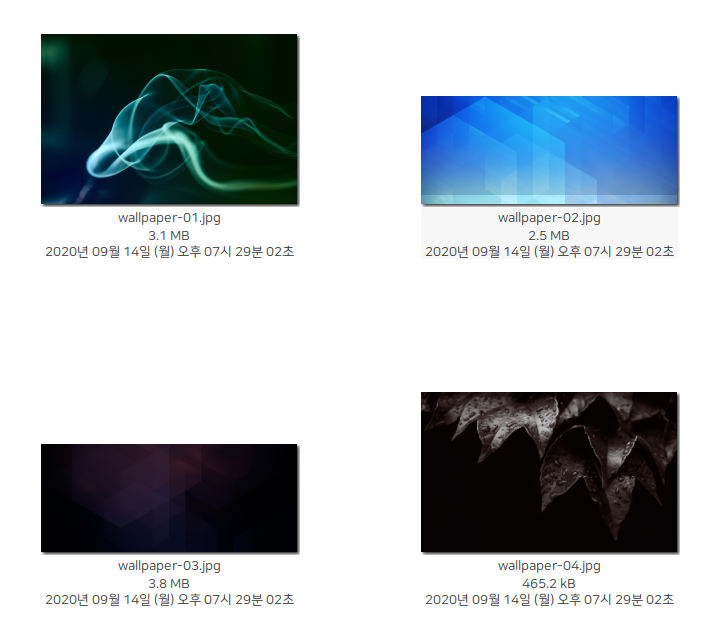 wallpaper-01.jpg
3.1 MB
2020년 09월 14일 (월) 오후 07시 29분 02초
wallpaper-02.jpg
2.5 MB
2020년 09월 14일 (월) 오후 07시 29분 02초
wallpaper-03.jpg
3.8 MB
2020년 09월 14일 (월) 오후 07시 29분 02초
wallpaper-04.jpg
465.2 kB
2020년 09월 14일 (월) 오후 07시 29분 02초